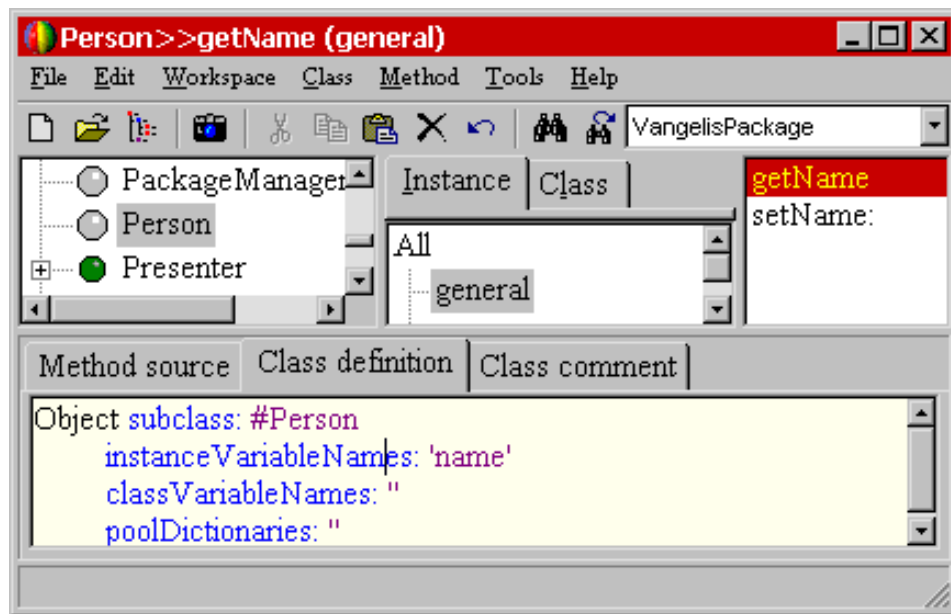 Person>>getName (general)
File Edit Workspace Class Method Tools Help
VangelisPackage
PackageManager
Person
Presenter
Instance Class
All
general
getName
setName:
Method source Class definition Class comment
Object subclass: #Person
instanceVariableNames: 'name'
classVariableNames: ''
poolDictionaries: ''